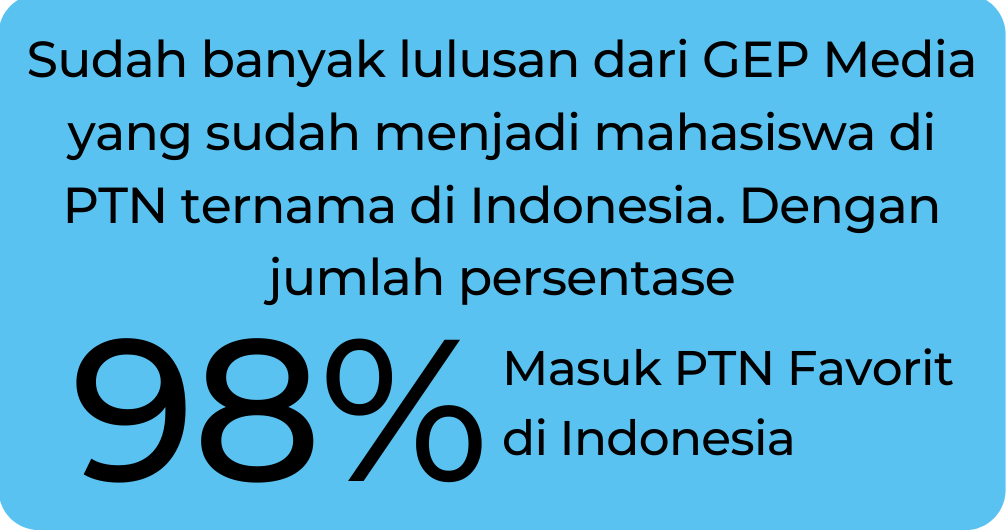 Sudah banyak lulusan dari GEP Media
yang sudah menjadi mahasiswa di
PTN ternama di Indonesia. Dengan
jumlah persentase
98%
Masuk PTN Favorit
di Indonesia